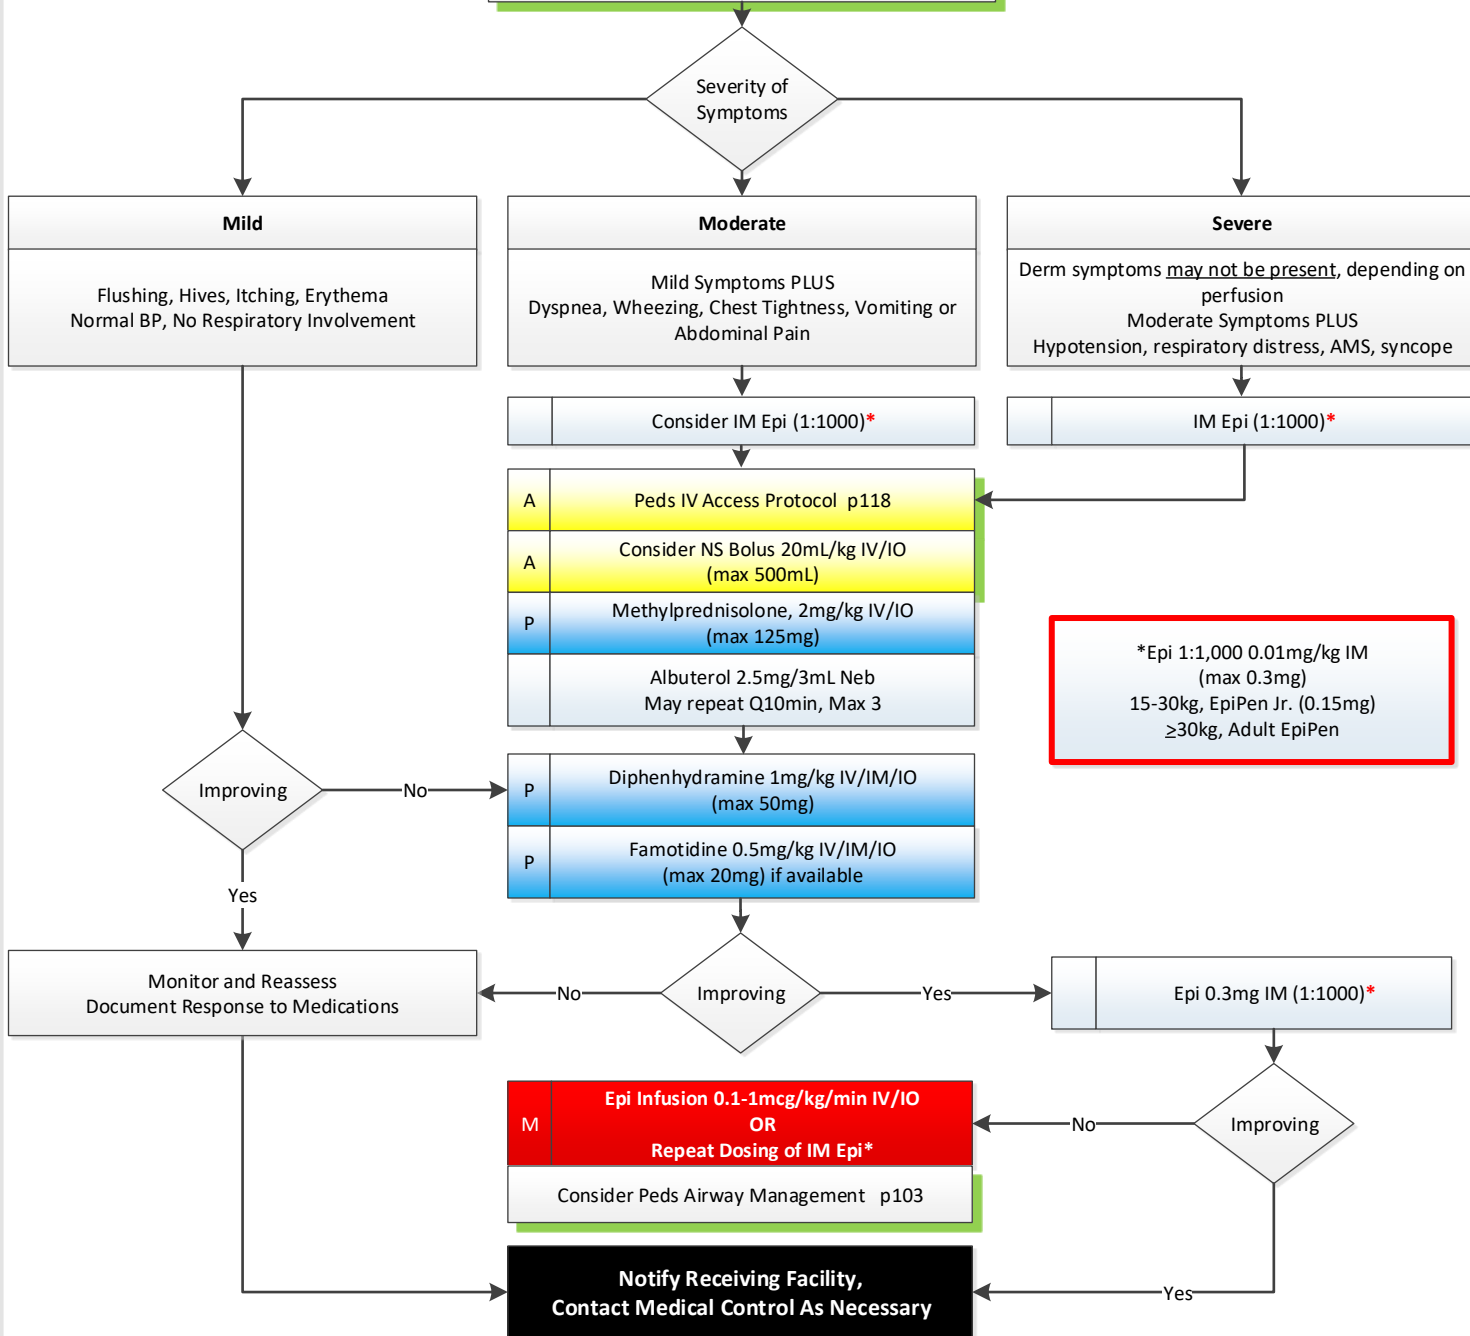 Severity of
Symptoms
Mild
Flushing, Hives, Itching, Erythema
Normal BP, No Respiratory Involvement
Moderate
Mild Symptoms PLUS
Dyspnea, Wheezing, Chest Tightness, Vomiting or
Abdominal Pain
Severe
Derm symptoms may not be present, depending on
perfusion
Moderate Symptoms PLUS
Hypotension, respiratory distress, AMS, syncope
Consider IM Epi (1:1000)*
IM Epi (1:1000)*
A
Peds IV Access Protocol p118
A
Consider NS Bolus 20mL/kg IV/IO
(max 500mL)
P
Methylprednisolone, 2mg/kg IV/IO
(max 125mg)
Albuterol 2.5mg/3mL Neb
May repeat Q10min, Max 3
*Epi 1:1,000 0.01mg/kg IM
(max 0.3mg)
15-30kg, EpiPen Jr. (0.15mg)
≥30kg, Adult EpiPen
Improving
No
P
Diphenhydramine 1mg/kg IV/IM/IO
(max 50mg)
P
Famotidine 0.5mg/kg IV/IM/IO
(max 20mg) if available
Yes
Monitor and Reassess
Document Response to Medications
No
Improving
Yes
Epi 0.3mg IM (1:1000)*
M
Epi Infusion 0.1-1mcg/kg/min IV/IO
OR
Repeat Dosing of IM Epi*
No
Improving
Consider Peds Airway Management p103
Notify Receiving Facility,
Contact Medical Control As Necessary
Yes